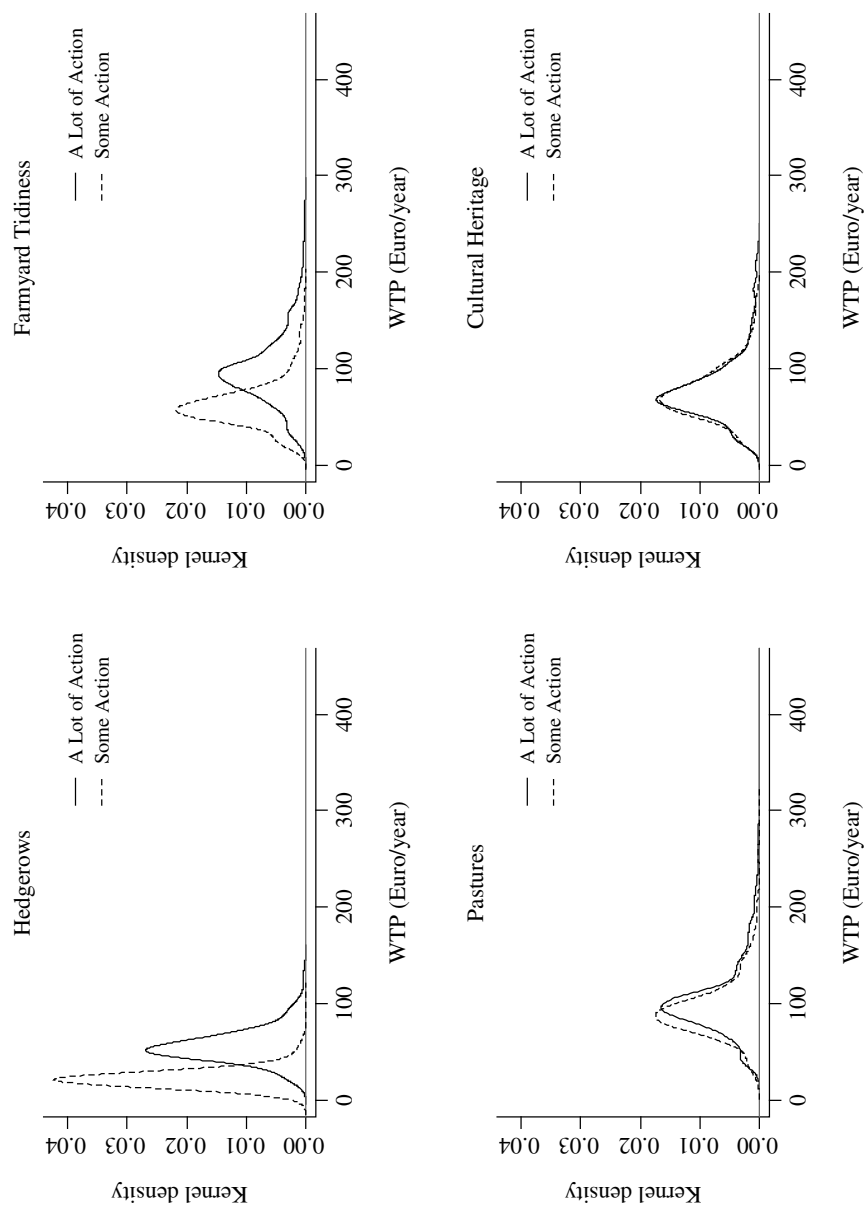 Hedgerows
A Lot of Action
Some Action
Kernel density
0.04
0.03
0.02
0.01
0.00
0
100
200
300
400
WTP (Euro/year)
Farmyard Tidiness
A Lot of Action
Some Action
Kernel density
0.04
0.03
0.02
0.01
0.00
0
100
200
300
400
WTP (Euro/year)
Pastures
A Lot of Action
Some Action
Kernel density
0.04
0.03
0.02
0.01
0.00
0
100
200
300
400
WTP (Euro/year)
Cultural Heritage
A Lot of Action
Some Action
Kernel density
0.04
0.03
0.02
0.01
0.00
0
100
200
300
400
WTP (Euro/year)